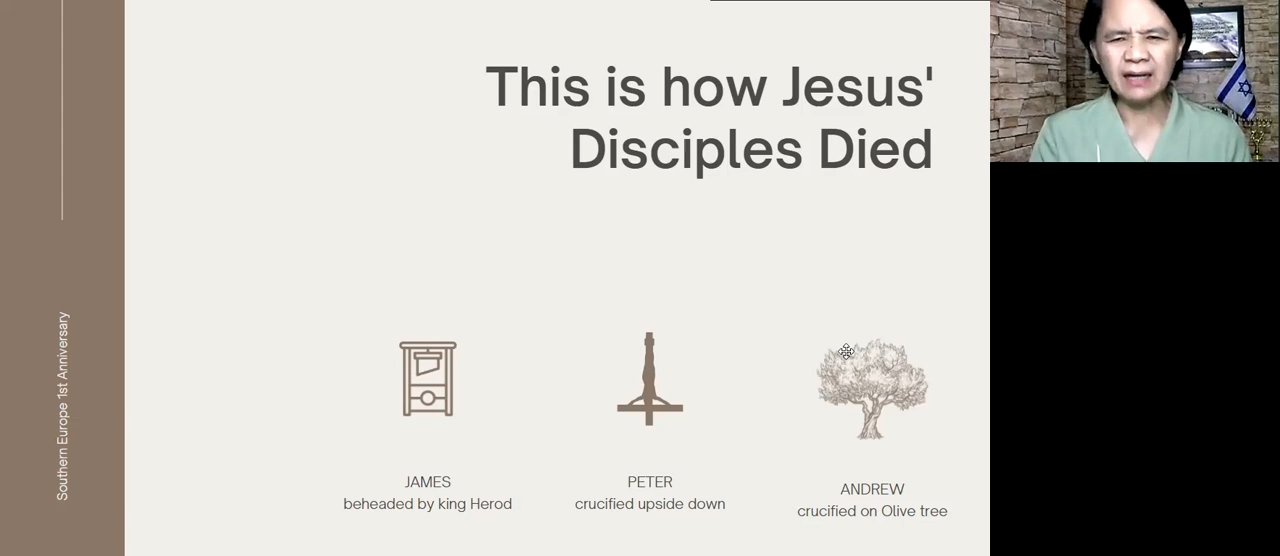 This is how Jesus'
Disciples Died
JAMES
beheaded by king Herod
PETER
crucified upside down
ANDREW
crucified on Olive tree
Southern Europe 1st Anniversary